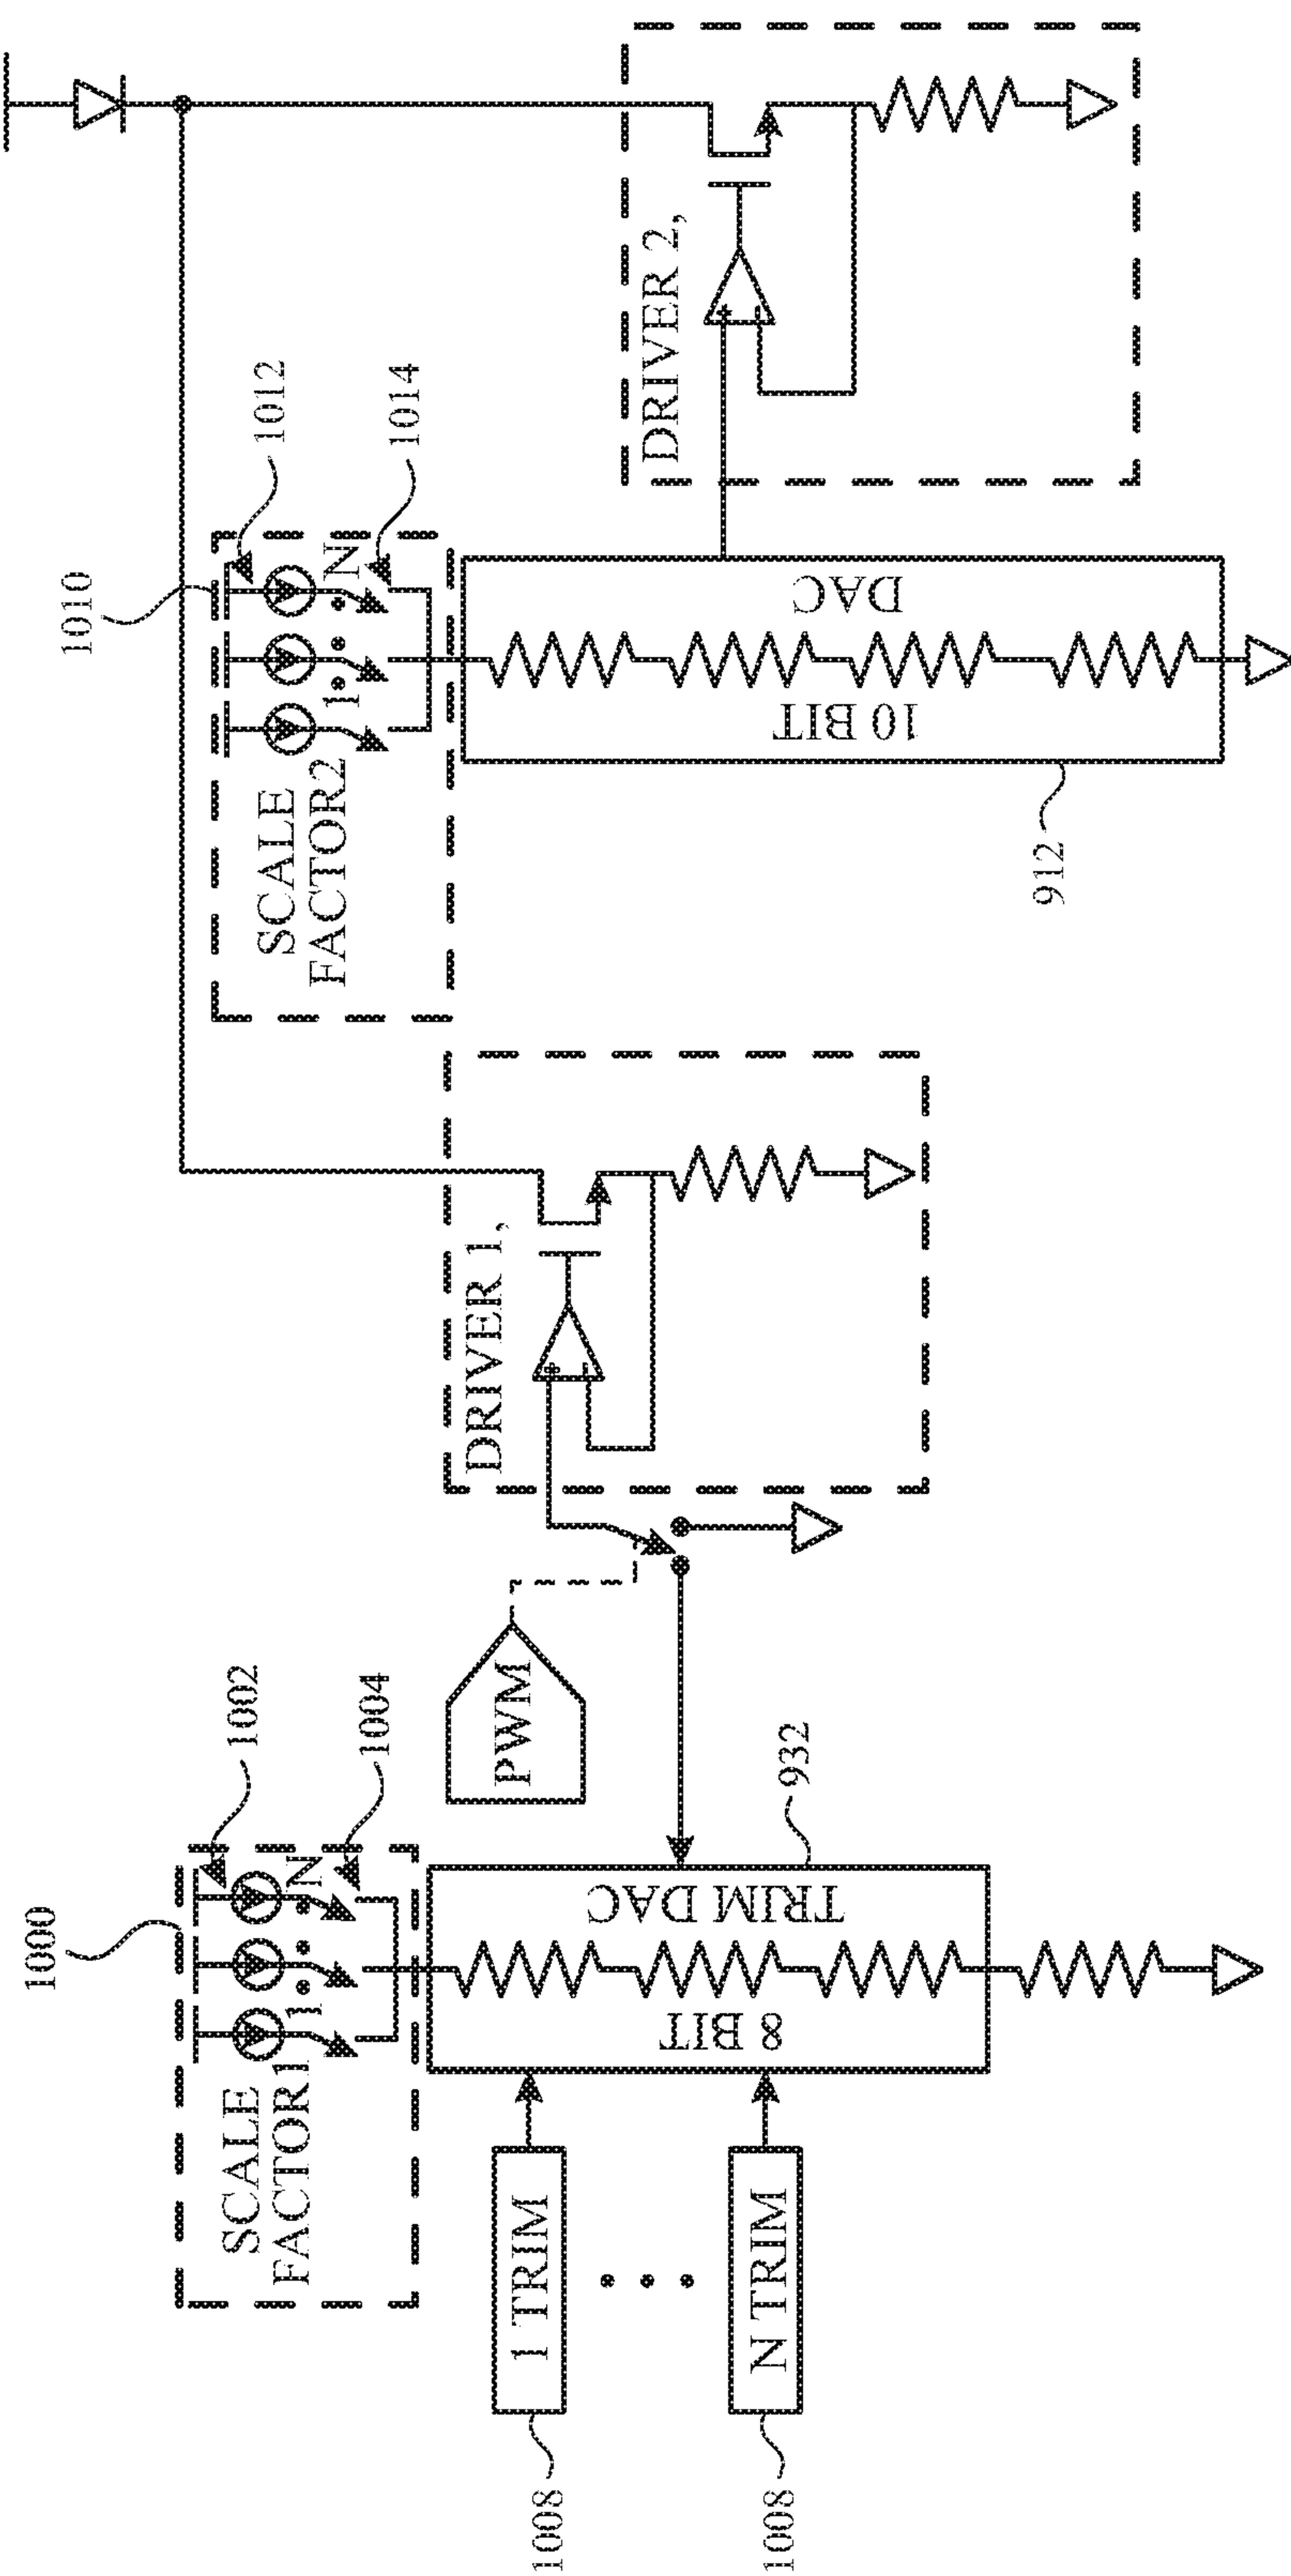 1000
1002
SCALE
FACTOR1
1
N
1004
8 BIT
TRIM DAC
932
1 TRIM
1008
N TRIM
1008
PWM
DRIVER 1,
+
-
1010
1012
SCALE
FACTOR2
1
N
1014
10 BIT
DAC
912
DRIVER 2,
+
-